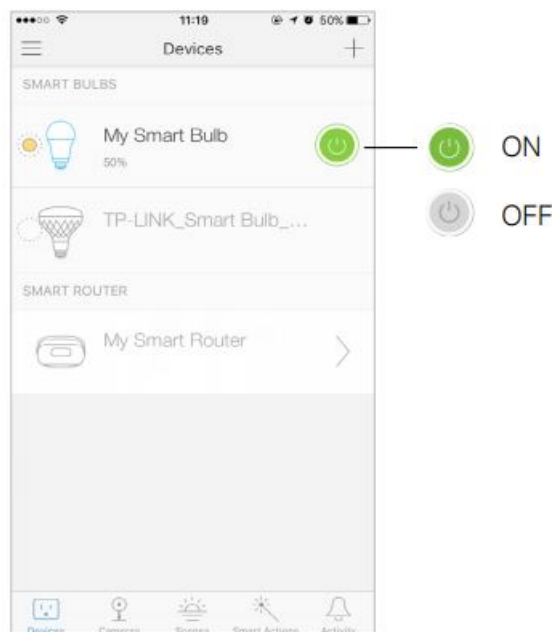 11:19 50%
Devices
SMART BULBS
My Smart Bulb
50%
ON
OFF
TP-LINK_Smart Bulb_...
SMART ROUTER
My Smart Router
Devices Cameras Scenes Smart Actions Activity